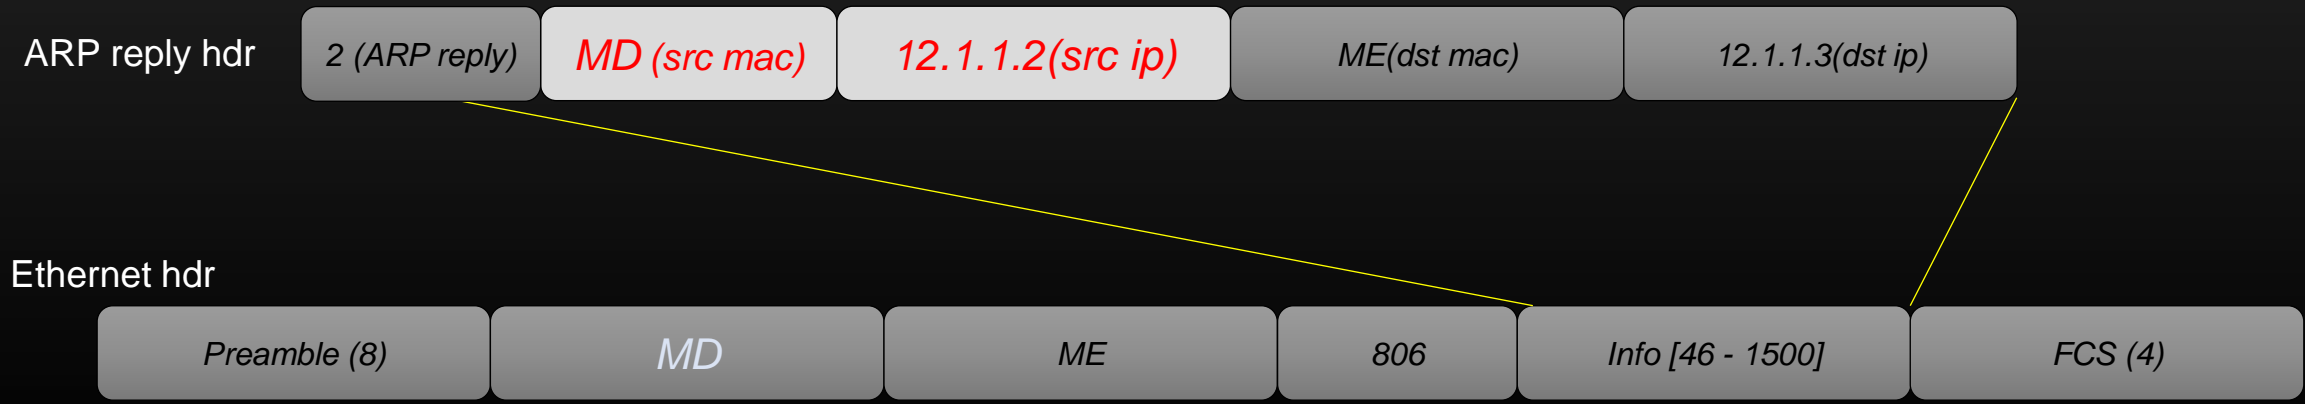 ARP reply hdr
2 (ARP reply)
MD (src mac)
12.1.1.2(src ip)
ME(dst mac)
12.1.1.3(dst ip)
Ethernet hdr
Preamble (8)
MD
ME
806
Info [46 - 1500]
FCS (4)